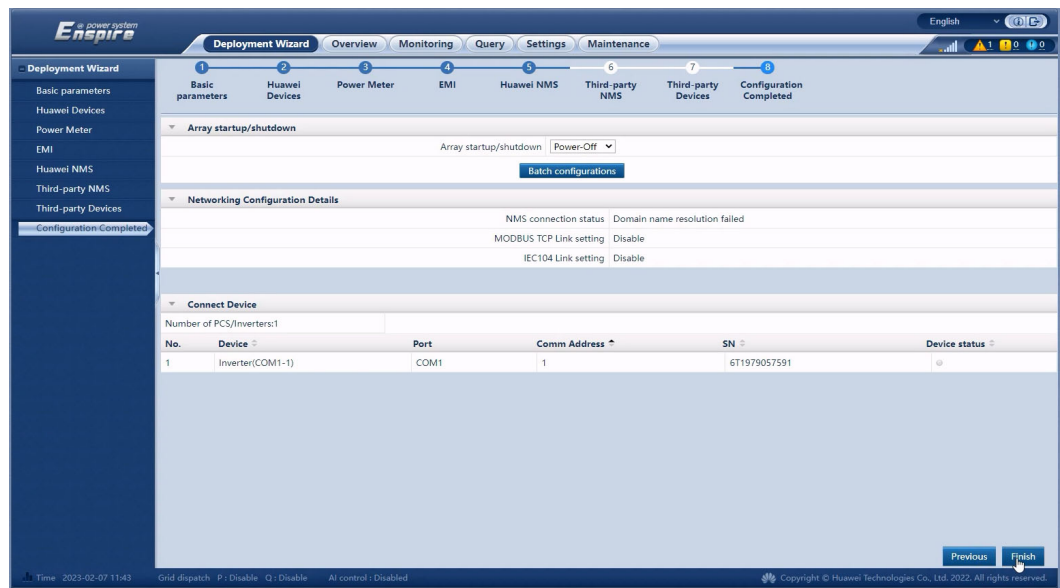 Enspire
e power system
English
Deployment Wizard Overview Monitoring Query Settings Maintenance
1 0 0
Deployment Wizard
Basic parameters
Huawei Devices
Power Meter
EMI
Huawei NMS
Third-party NMS
Third-party Devices
Configuration Completed
1 2 3 4 5 6 7 8
Basic parameters
Huawei Devices
Power Meter
EMI
Huawei NMS
Third-party NMS
Third-party Devices
Configuration Completed
Array startup/shutdown
Array startup/shutdown Power-Off
Batch configurations
Networking Configuration Details
NMS connection status Domain name resolution failed
MODBUS TCP Link setting Disable
IEC104 Link setting Disable
Connect Device
Number of PCS/Inverters:1
No. Device Port Comm Address SN Device status
1 Inverter(COM1-1) COM1 1 6T1979057591
Previous Finish
Time 2023-02-07 11:43 Grid dispatch P : Disable Q : Disable AI control : Disabled Copyright © Huawei Technologies Co., Ltd. 2022. All rights reserved